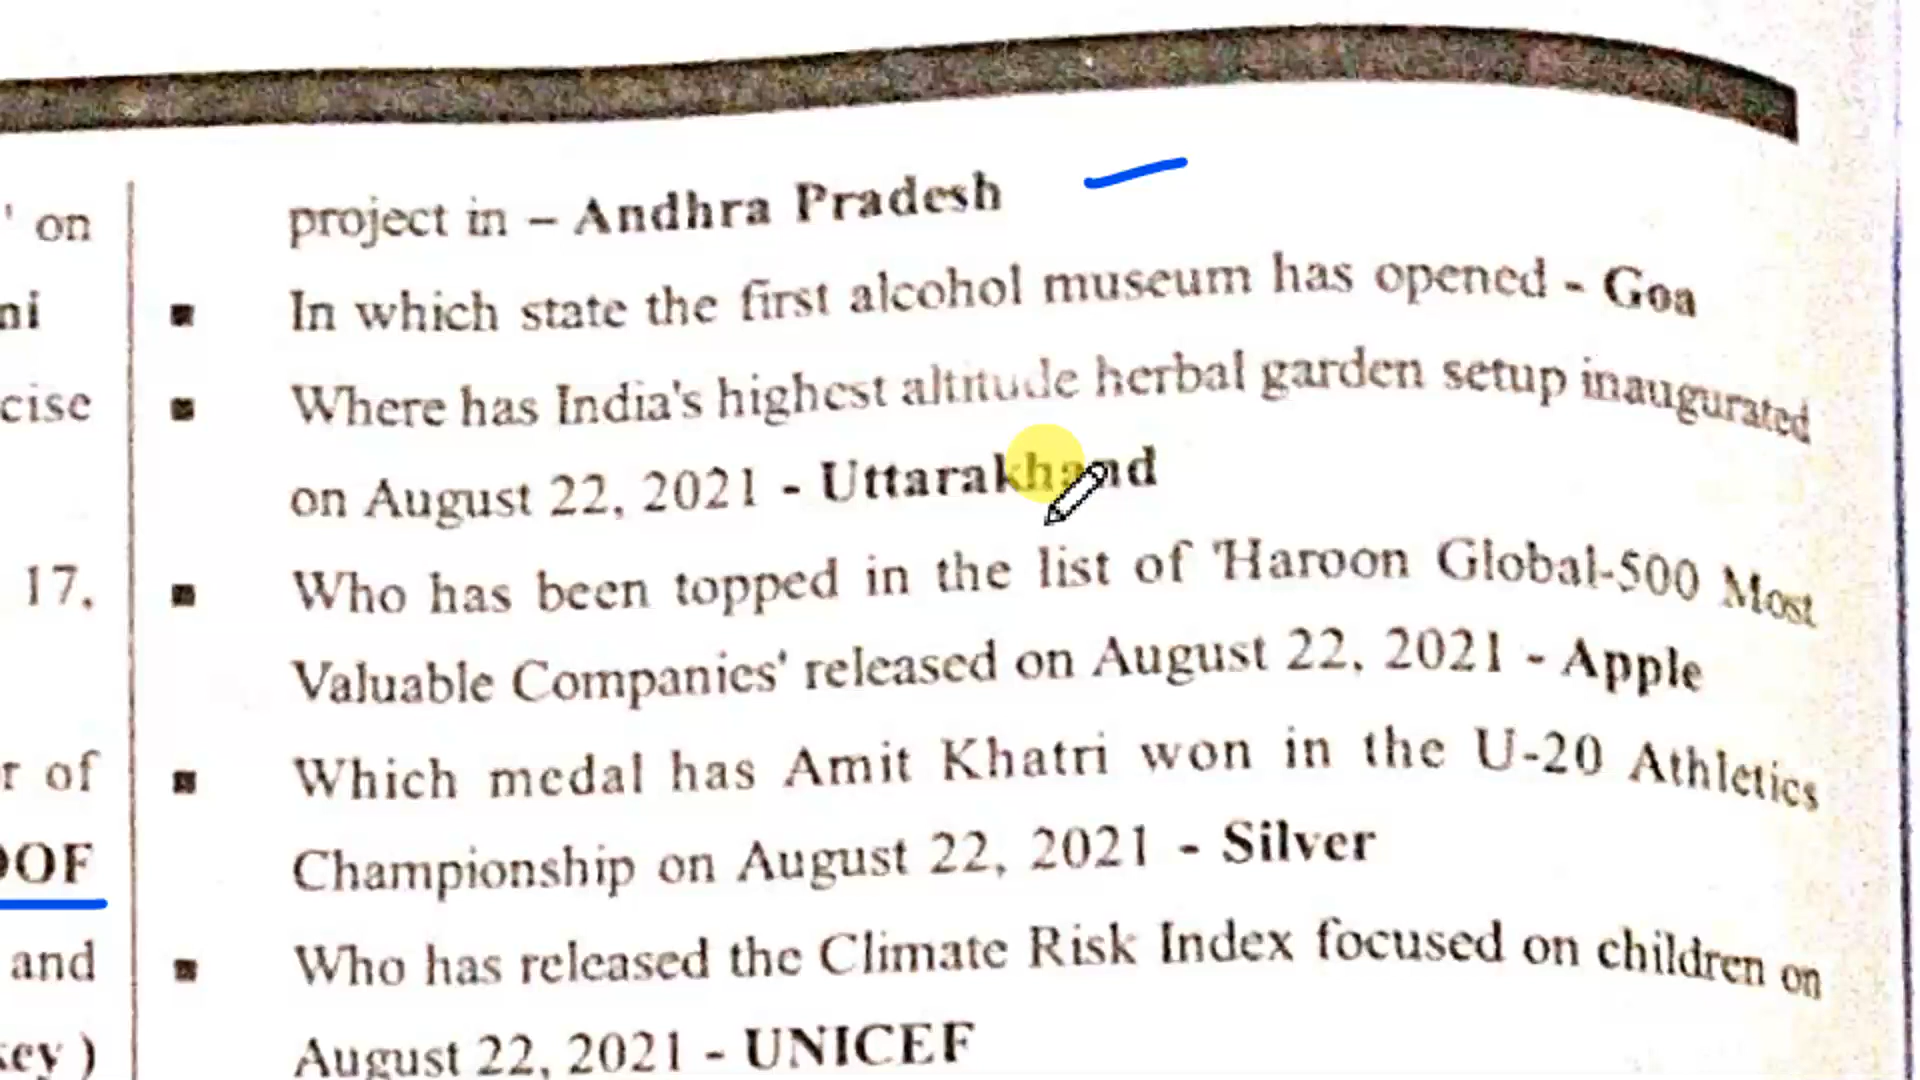 ' on
ni
cise
17,
r of
OOF
and
key )
project in – Andhra Pradesh
▪ In which state the first alcohol museum has opened - Goa
▪ Where has India's highest altitude herbal garden setup inaugurated
on August 22, 2021 - Uttarakhand
▪ Who has been topped in the list of 'Haroon Global-500 Most
Valuable Companies' released on August 22, 2021 - Apple
▪ Which medal has Amit Khatri won in the U-20 Athletics
Championship on August 22, 2021 - Silver
▪ Who has released the Climate Risk Index focused on children on
August 22, 2021 - UNICEF